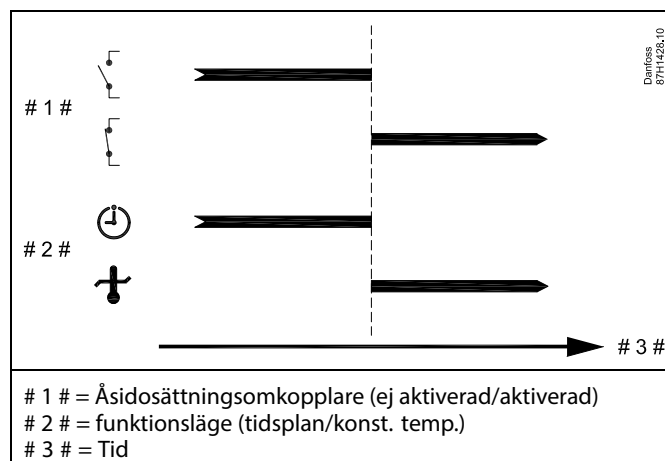 Danfoss
87H1428.10
# 1 #
# 2 #
# 3 #
# 1 # = Åsidosättningsomkopplare (ej aktiverad/aktiverad)
# 2 # = funktionsläge (tidsplan/konst. temp.)
# 3 # = Tid